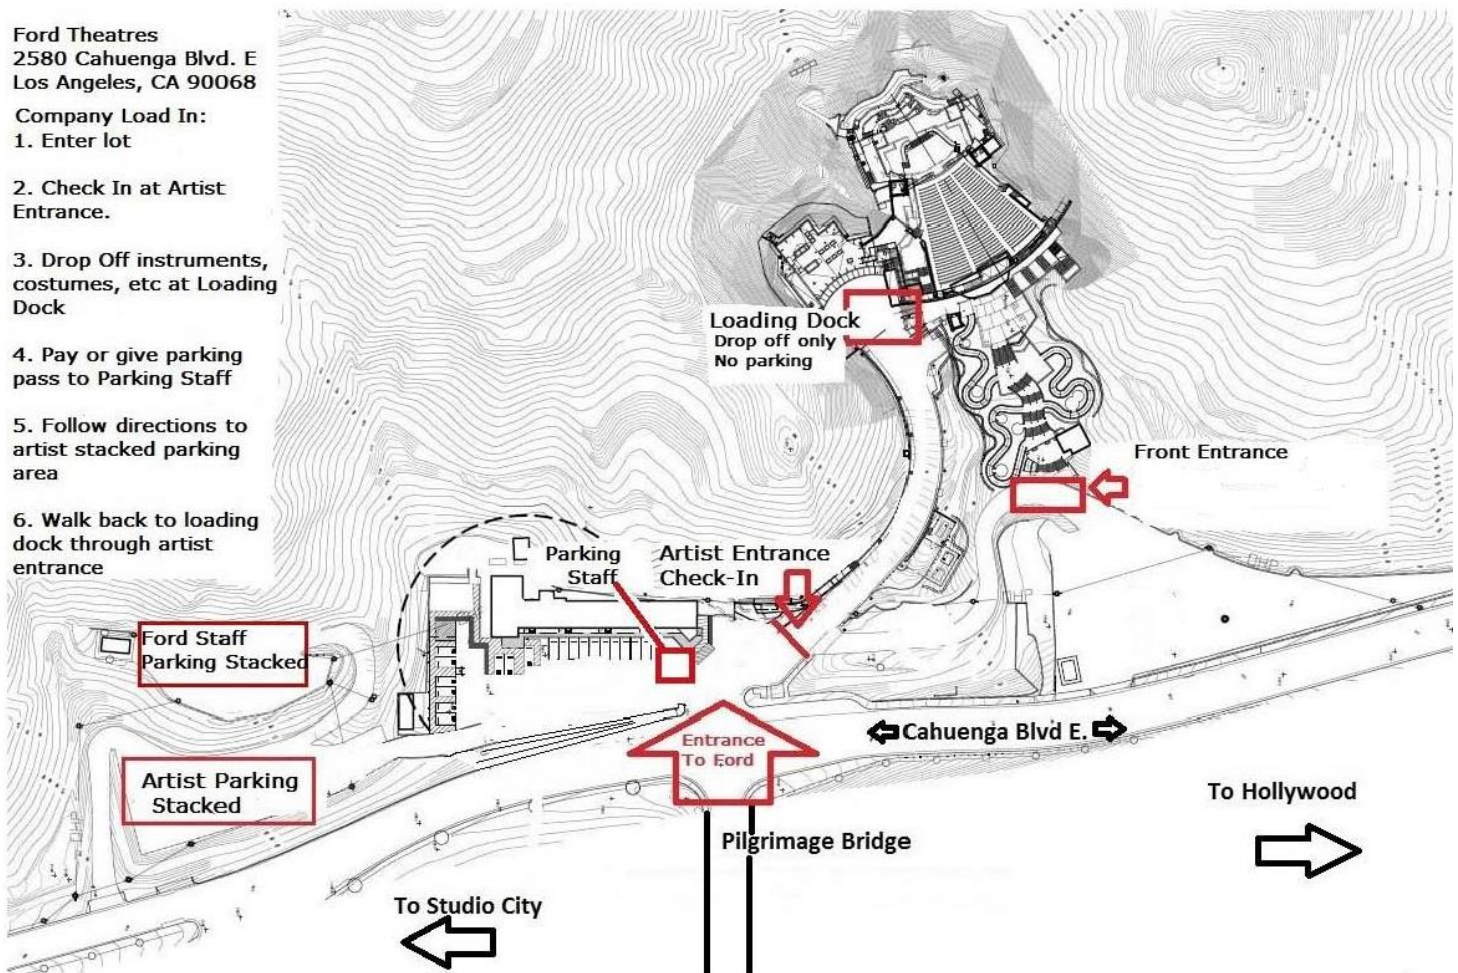 Ford Theatres
2580 Cahuenga Blvd. E
Los Angeles, CA 90068
Company Load In:
1. Enter lot
2. Check In at Artist
Entrance.
3. Drop Off instruments,
costumes, etc at Loading
Dock
4. Pay or give parking
pass to Parking Staff
5. Follow directions to
artist stacked parking
area
6. Walk back to loading
dock through artist
entrance
Loading Dock
Drop off only
No parking
Front Entrance
Parking
Staff
Artist Entrance
Check-In
Ford Staff
Parking Stacked
Artist Parking
Stacked
Entrance
To Ford
Cahuenga Blvd E.
To Hollywood
Pilgrimage Bridge
To Studio City